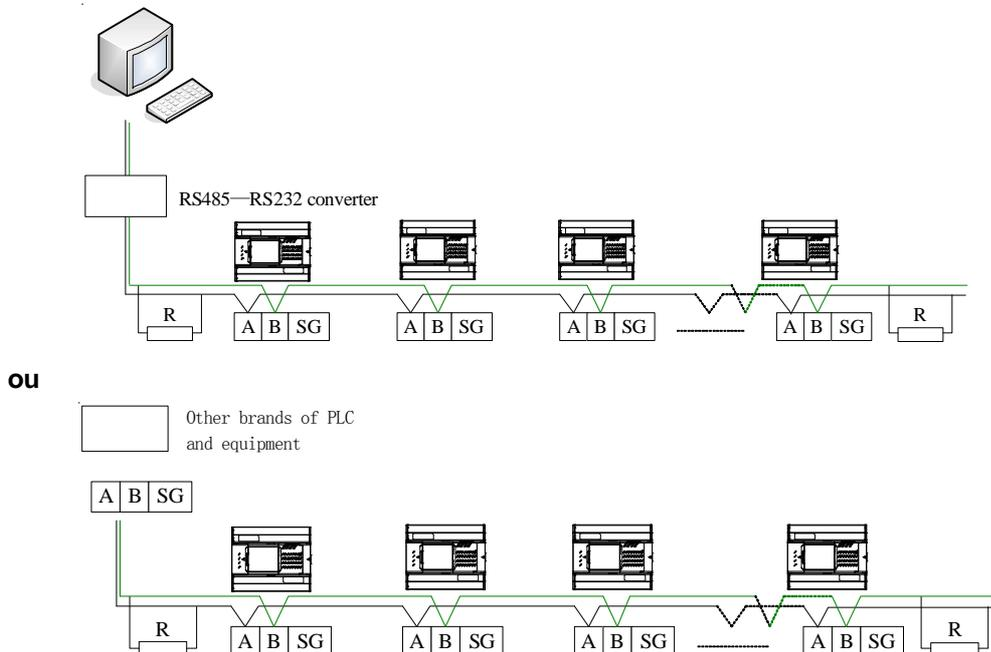 RS485—RS232 converter
R
A B SG
A B SG
A B SG
A B SG
R
ou
Other brands of PLC
and equipment
A B SG
R
A B SG
A B SG
A B SG
A B SG
R